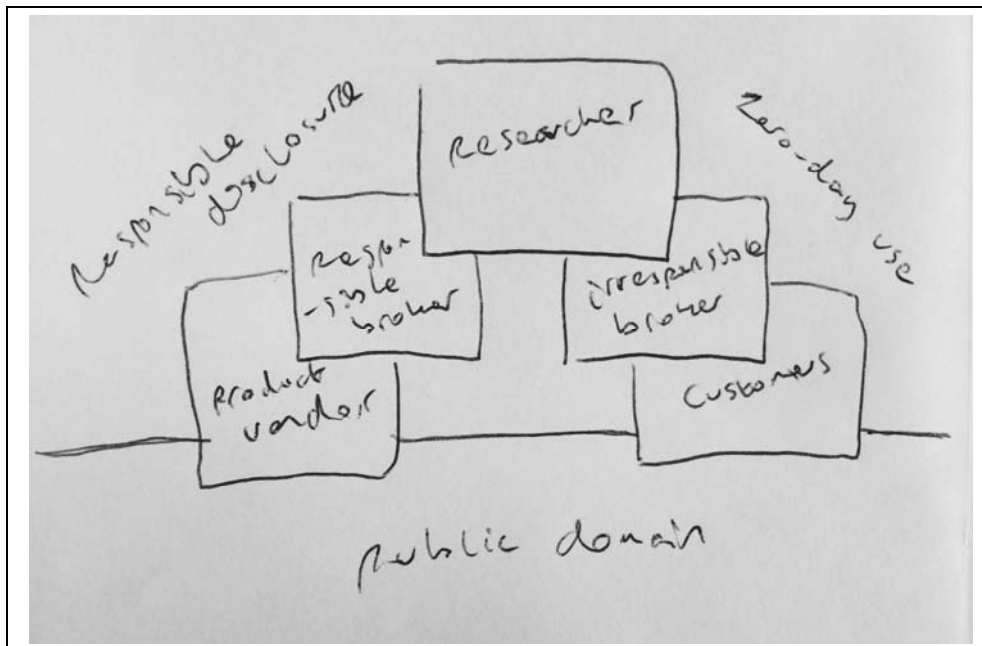 Responsible
disclosure
Researcher
Zero-day use
Respon
-sible
broker
irresponsible
broker
Product
vendor
Customers
Public domain